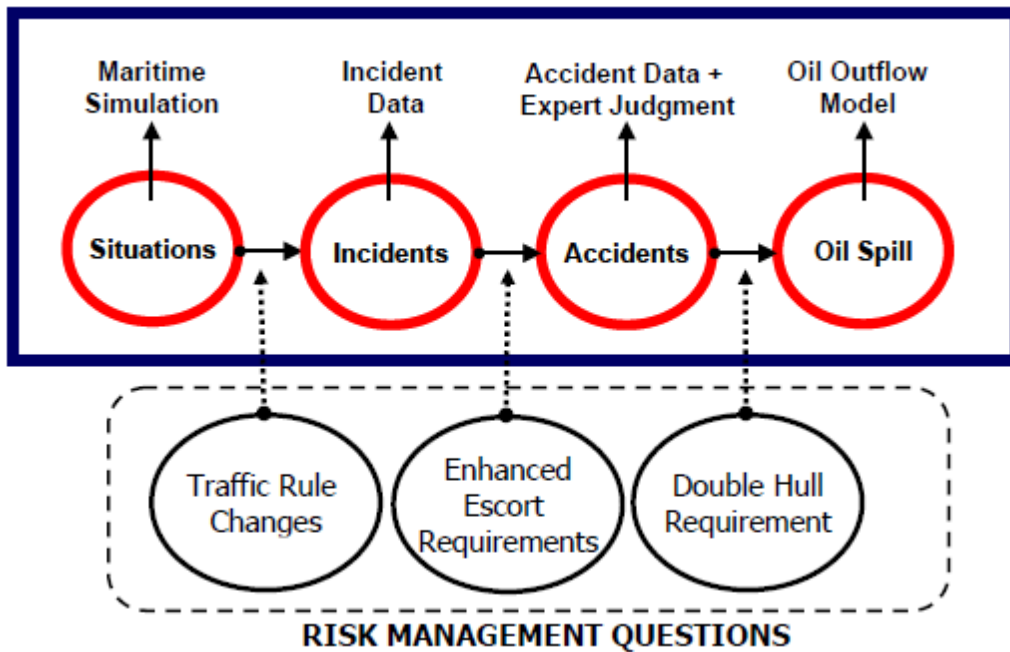 Maritime
Simulation
Incident
Data
Accident Data +
Expert Judgment
Oil Outflow
Model
Situations
Incidents
Accidents
Oil Spill
Traffic Rule
Changes
Enhanced
Escort
Requirements
Double Hull
Requirement
RISK MANAGEMENT QUESTIONS